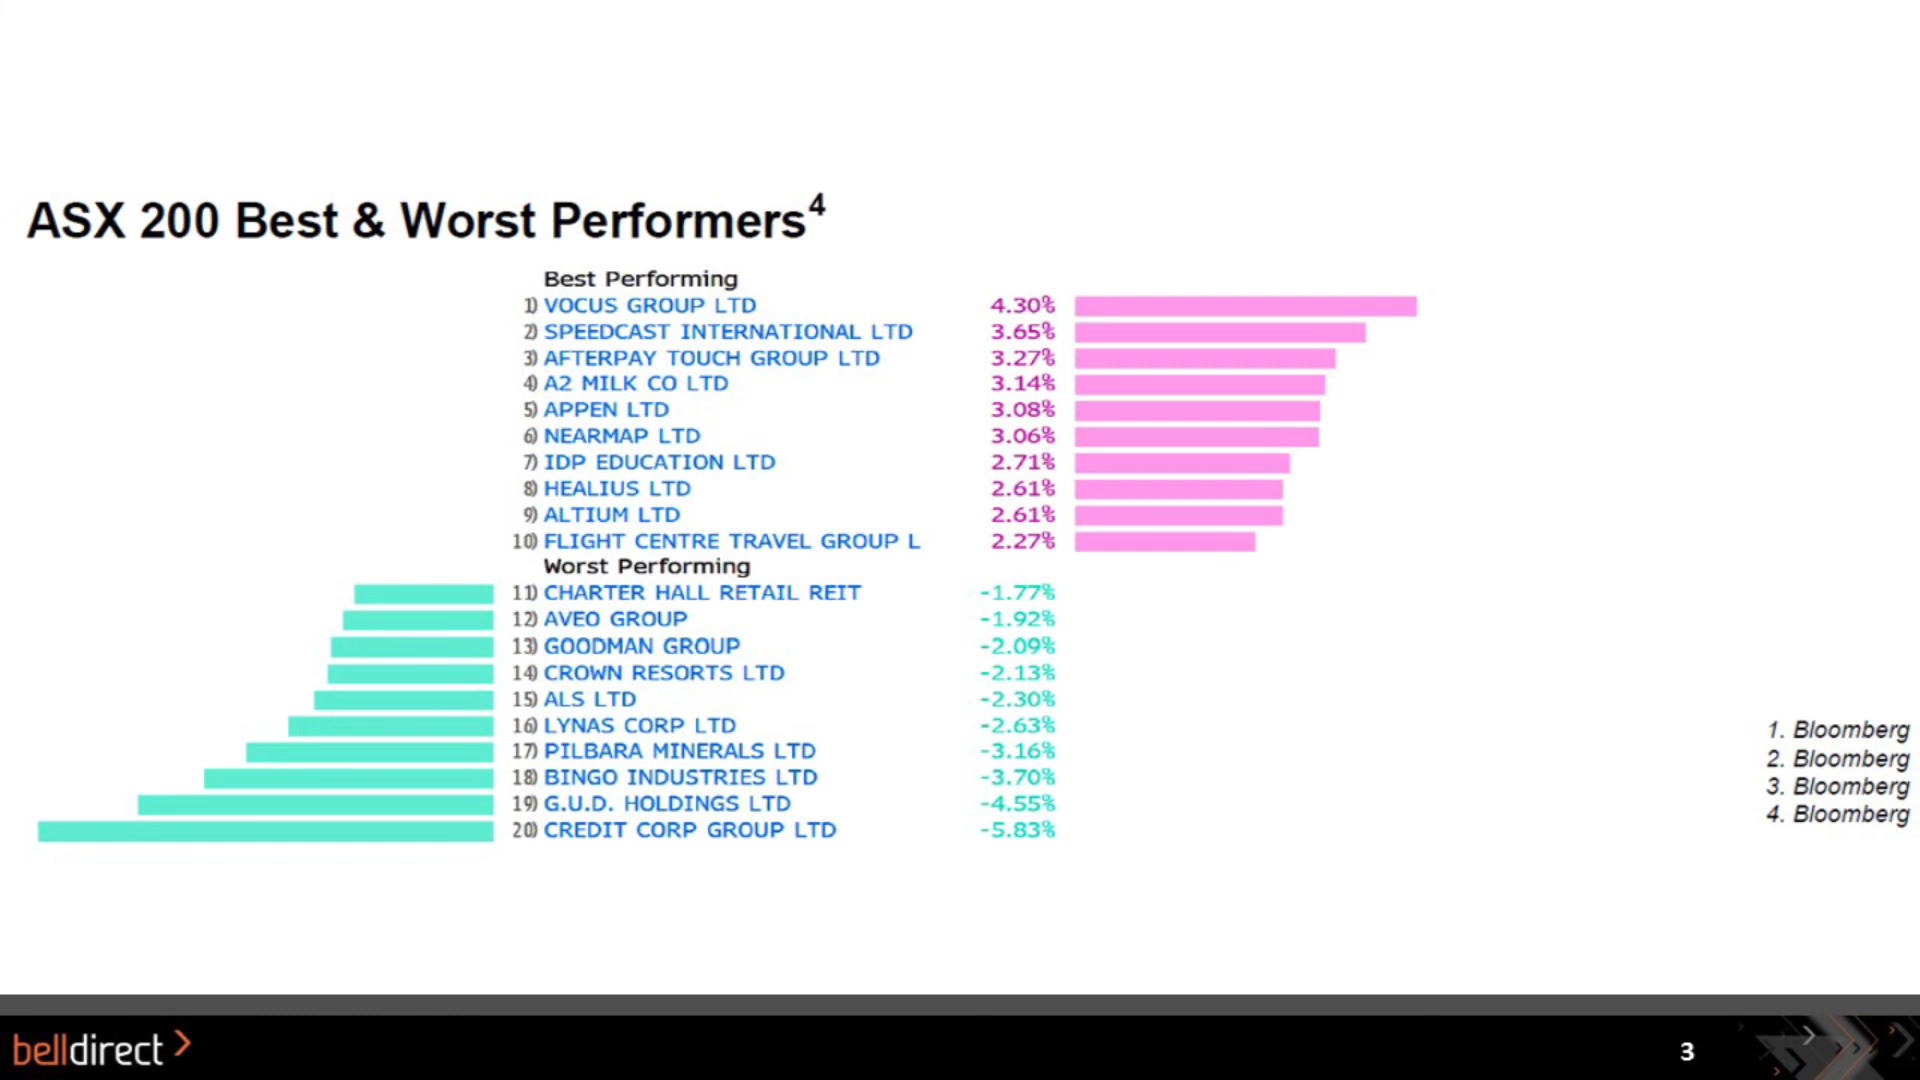 ASX 200 Best & Worst Performers4
Best Performing
1) VOCUS GROUP LTD 4.30%
2) SPEEDCAST INTERNATIONAL LTD 3.65%
3) AFTERPAY TOUCH GROUP LTD 3.27%
4) A2 MILK CO LTD 3.14%
5) APPEN LTD 3.08%
6) NEARMAP LTD 3.06%
7) IDP EDUCATION LTD 2.71%
8) HEALIUS LTD 2.61%
9) ALTIUM LTD 2.61%
10) FLIGHT CENTRE TRAVEL GROUP L 2.27%
Worst Performing
11) CHARTER HALL RETAIL REIT -1.77%
12) AVEO GROUP -1.92%
13) GOODMAN GROUP -2.09%
14) CROWN RESORTS LTD -2.13%
15) ALS LTD -2.30%
16) LYNAS CORP LTD -2.63%
17) PILBARA MINERALS LTD -3.16%
18) BINGO INDUSTRIES LTD -3.70%
19) G.U.D. HOLDINGS LTD -4.55%
20) CREDIT CORP GROUP LTD -5.83%
1. Bloomberg
2. Bloomberg
3. Bloomberg
4. Bloomberg
belldirect
3